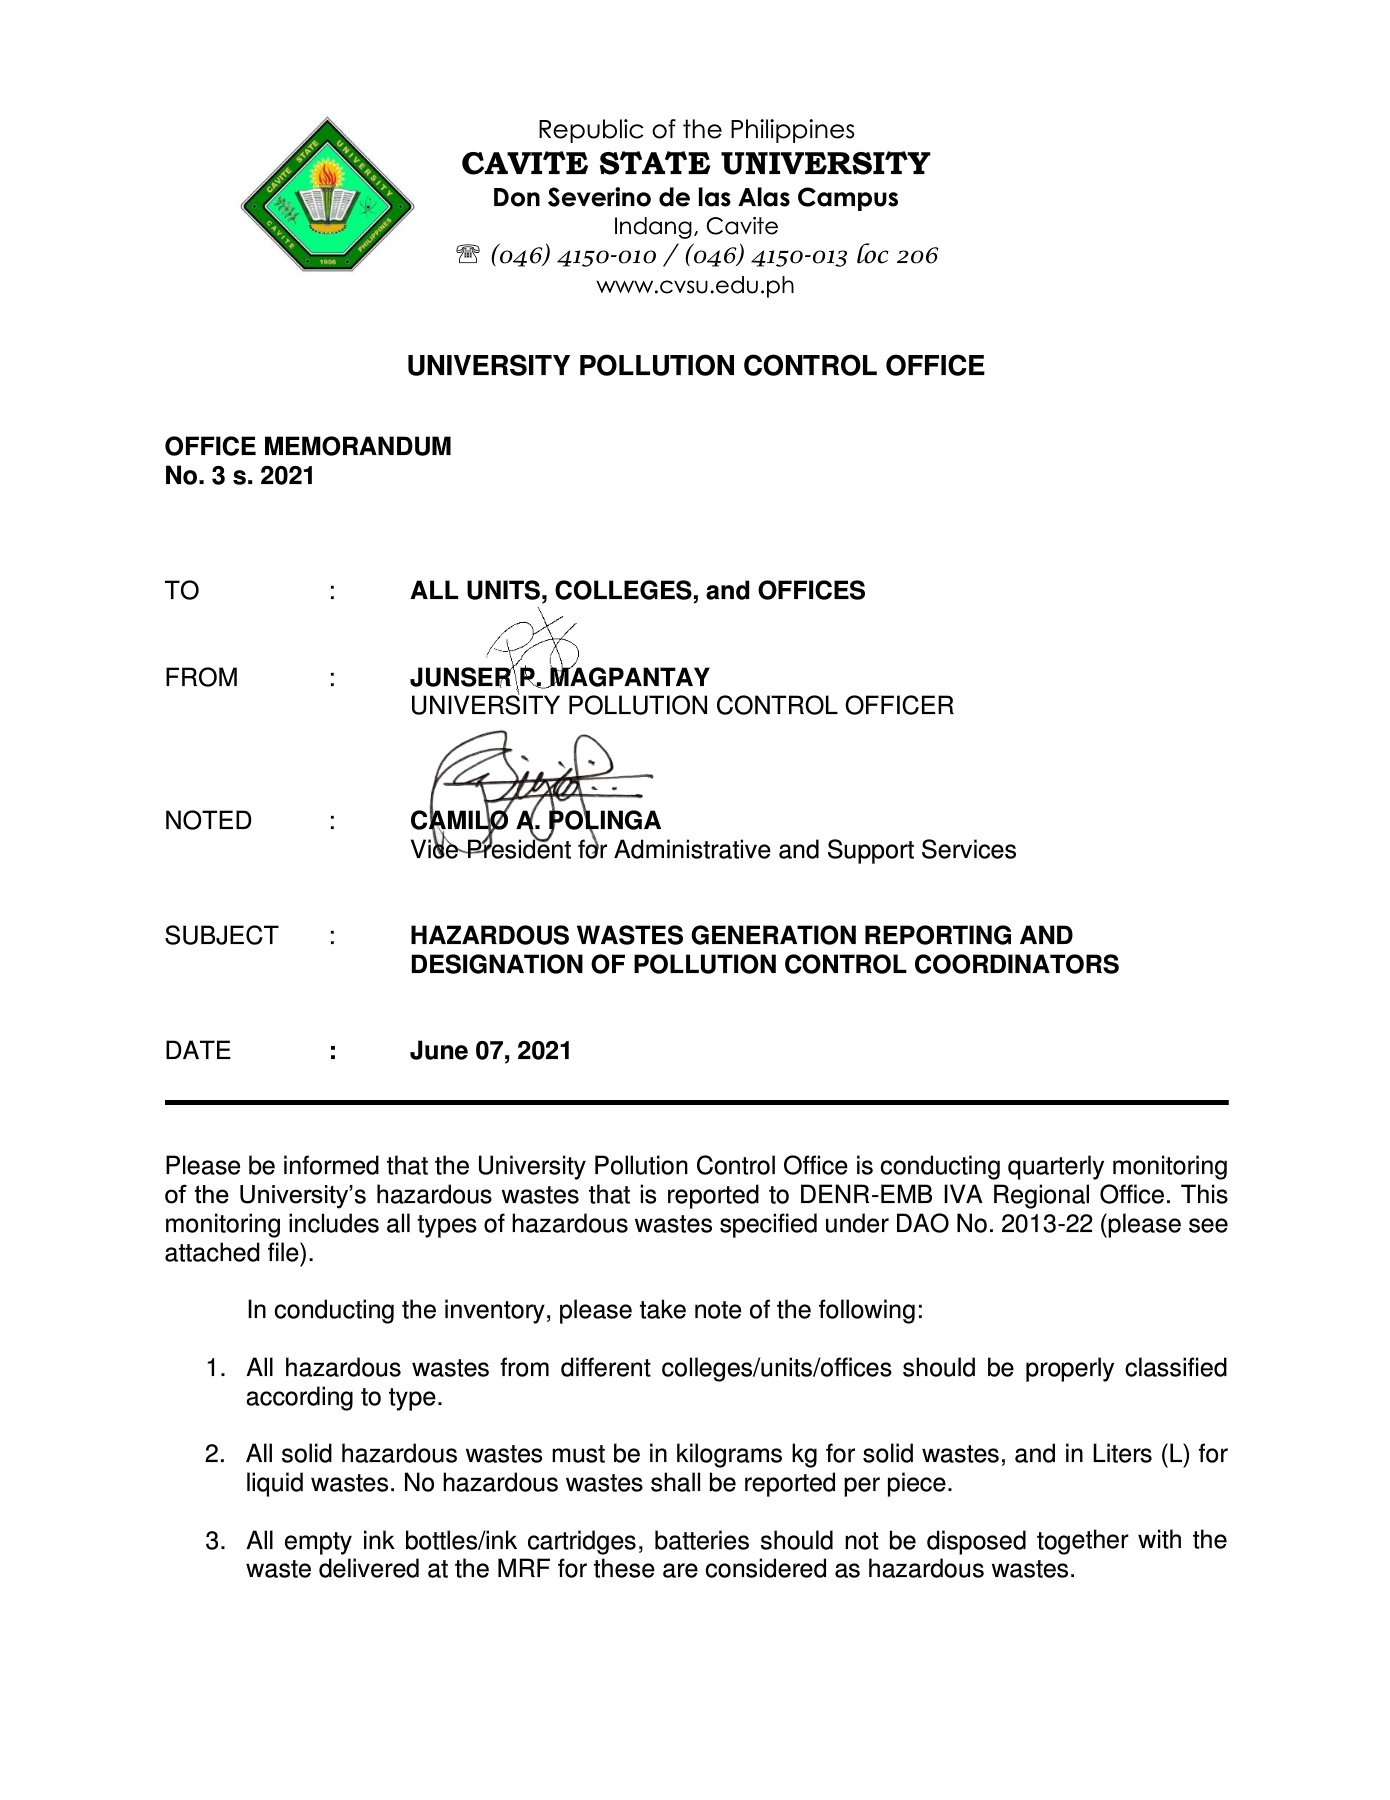 Republic of the Philippines
CAVITE STATE UNIVERSITY
Don Severino de las Alas Campus
Indang, Cavite
☏ (046) 4150-010 / (046) 4150-013 loc 206
www.cvsu.edu.ph
CAVITE STATE UNIVERSITY
CAVITE PHILIPPINES
1906
UNIVERSITY POLLUTION CONTROL OFFICE
OFFICE MEMORANDUM
No. 3 s. 2021
TO : ALL UNITS, COLLEGES, and OFFICES
FROM : JUNSER P. MAGPANTAY
UNIVERSITY POLLUTION CONTROL OFFICER
NOTED : CAMILO A. POLINGA
Vice President for Administrative and Support Services
SUBJECT : HAZARDOUS WASTES GENERATION REPORTING AND
DESIGNATION OF POLLUTION CONTROL COORDINATORS
DATE : June 07, 2021
Please be informed that the University Pollution Control Office is conducting quarterly monitoring
of the University's hazardous wastes that is reported to DENR-EMB IVA Regional Office. This
monitoring includes all types of hazardous wastes specified under DAO No. 2013-22 (please see
attached file).
In conducting the inventory, please take note of the following:
1. All hazardous wastes from different colleges/units/offices should be properly classified
according to type.
2. All solid hazardous wastes must be in kilograms kg for solid wastes, and in Liters (L) for
liquid wastes. No hazardous wastes shall be reported per piece.
3. All empty ink bottles/ink cartridges, batteries should not be disposed together with the
waste delivered at the MRF for these are considered as hazardous wastes.